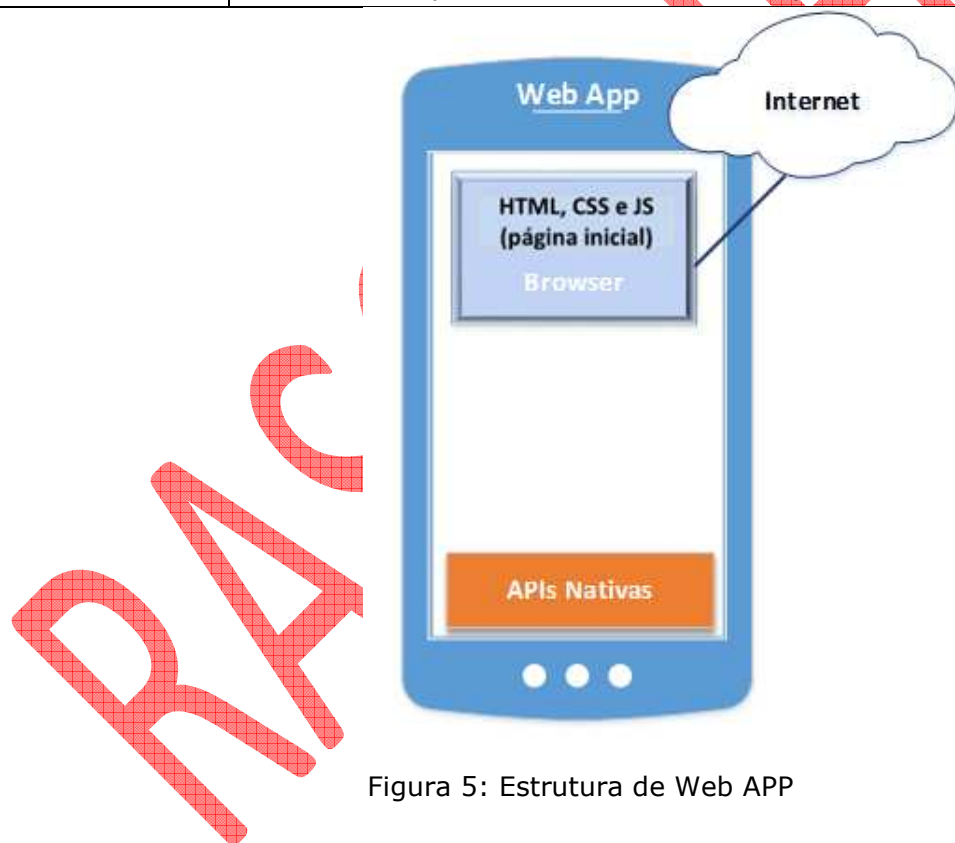 Web App
Internet
HTML, CSS e JS
(página inicial)
Browser
APIs Nativas
Figura 5: Estrutura de Web APP